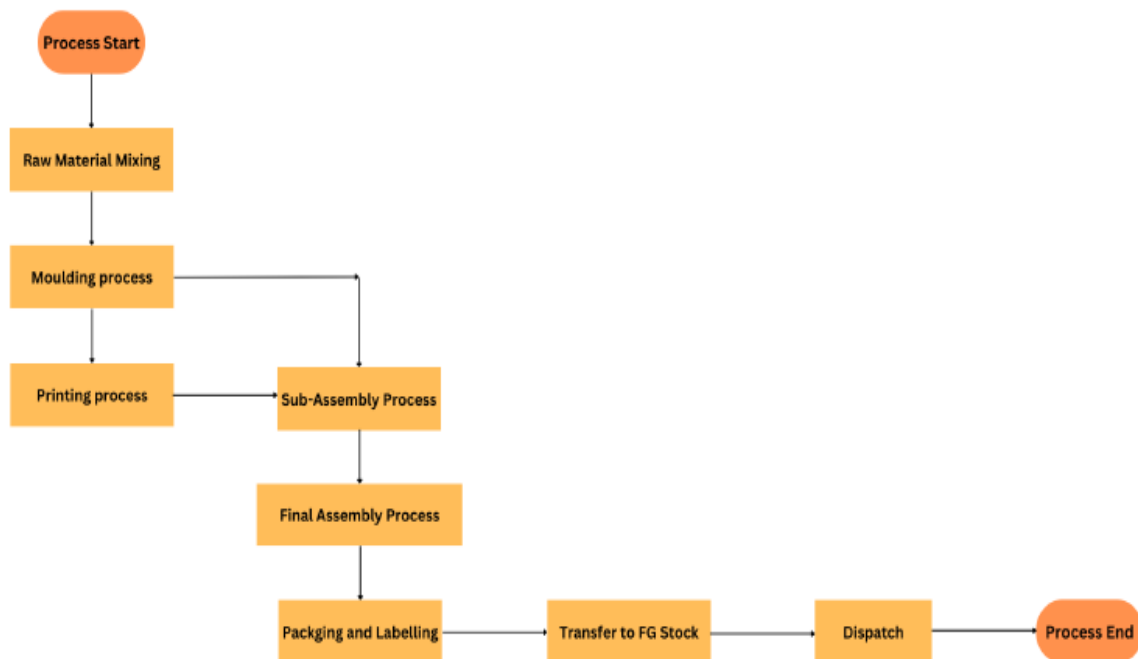 Process Start
Raw Material Mixing
Moulding process
Printing process
Sub-Assembly Process
Final Assembly Process
Packging and Labelling
Transfer to FG Stock
Dispatch
Process End